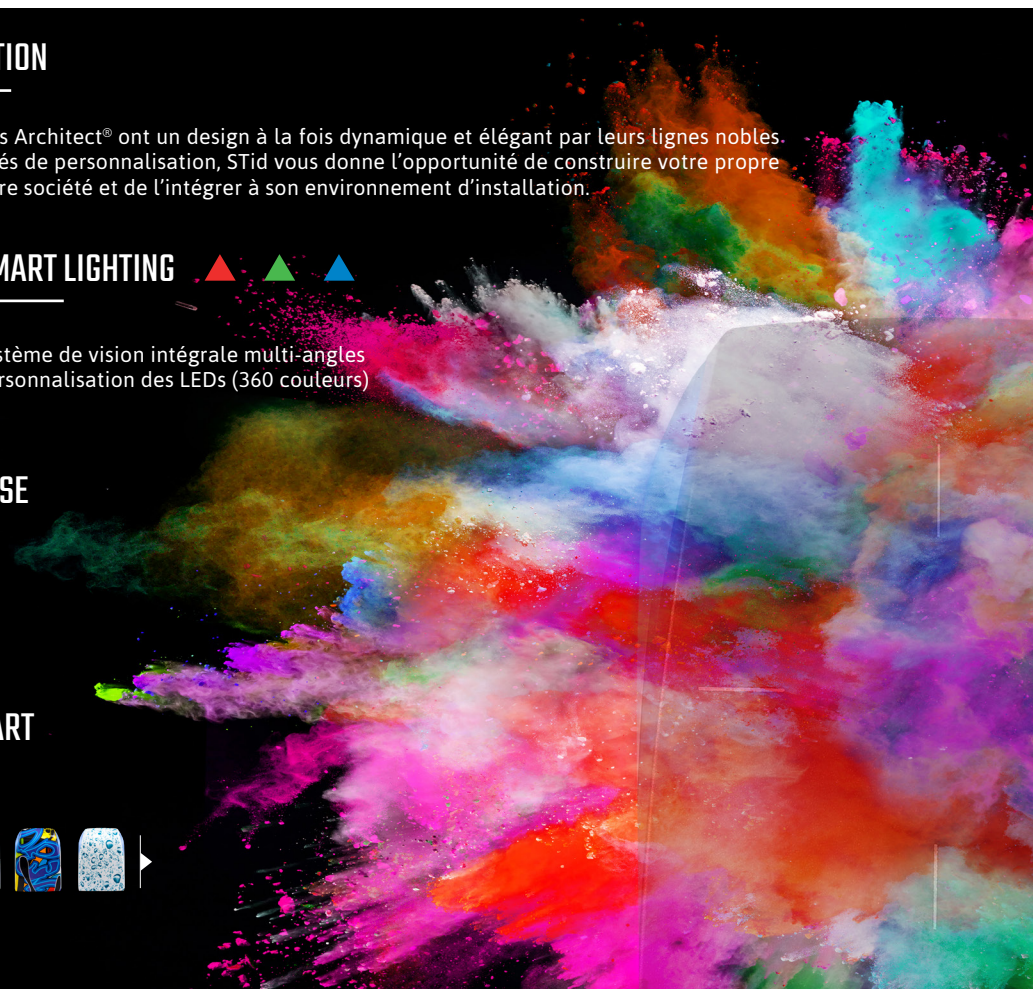 TION
s Architect® ont un design à la fois dynamique et élégant par leurs lignes nobles
és de personnalisation, STid vous donne l'opportunité de construire votre propre
re société et de l'intégrer à son environnement d'installation.
MART LIGHTING
stème de vision intégrale multi-angles
ersonnalisation des LEDs (360 couleurs)
SE
ART